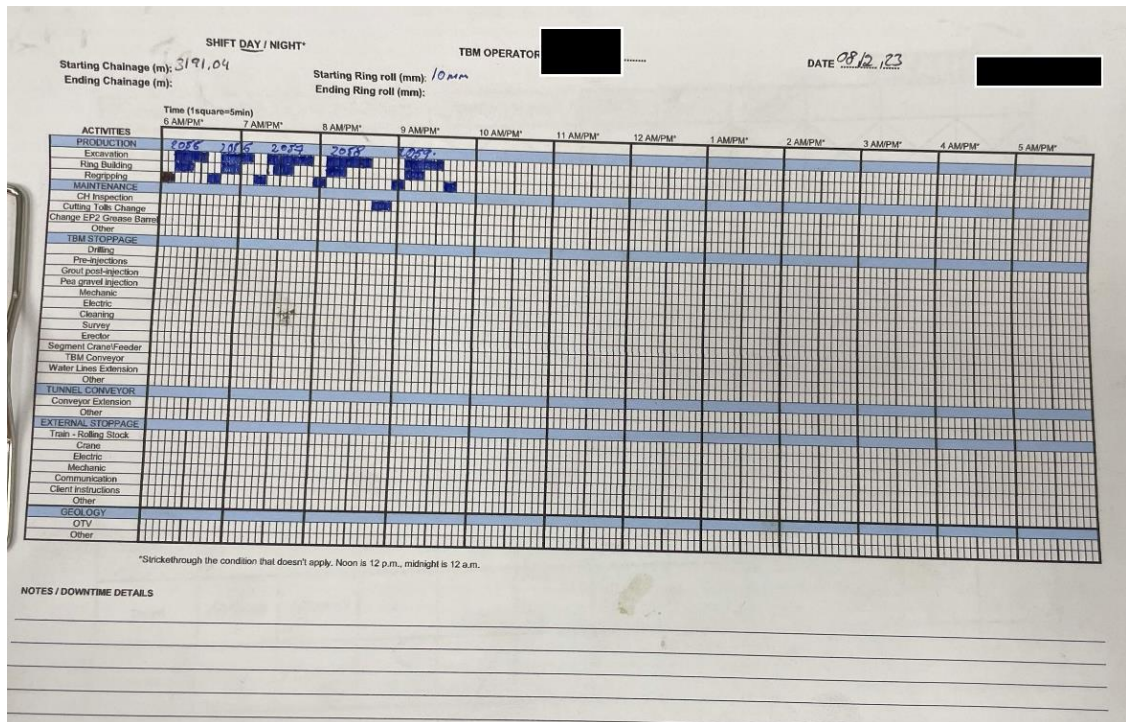 SHIFT DAY / NIGHT*
TBM OPERATOR ........
DATE 08/2 /23
Starting Chainage (m): 3191,04
Starting Ring roll (mm): 10mm
Ending Chainage (m):
Ending Ring roll (mm):
Time (1square=5min)
ACTIVITIES 6 AM/PM* 7 AM/PM* 8 AM/PM* 9 AM/PM* 10 AM/PM* 11 AM/PM* 12 AM/PM* 1 AM/PM* 2 AM/PM* 3 AM/PM* 4 AM/PM* 5 AM/PM*
PRODUCTION 2057 2058 2059.
Excavation
Ring Building
Regripping
MAINTENANCE
CH Inspection
Cutting Tolls Change
Change EP2 Grease Barrel
Other
TBM STOPPAGE
Drilling
Pre-injections
Grout post-injection
Pea gravel injection
Mechanic
Electric
Cleaning
Survey
Erector
Segment Crane\Feeder
TBM Conveyor
Water Lines Extension
Other
TUNNEL CONVEYOR
Conveyor Extension
Other
EXTERNAL STOPPAGE
Train - Rolling Stock
Crane
Electric
Mechanic
Communication
Client Instructions
Other
GEOLOGY
OTV
Other
*Strickethrough the condition that doesn't apply. Noon is 12 p.m., midnight is 12 a.m.
NOTES / DOWNTIME DETAILS